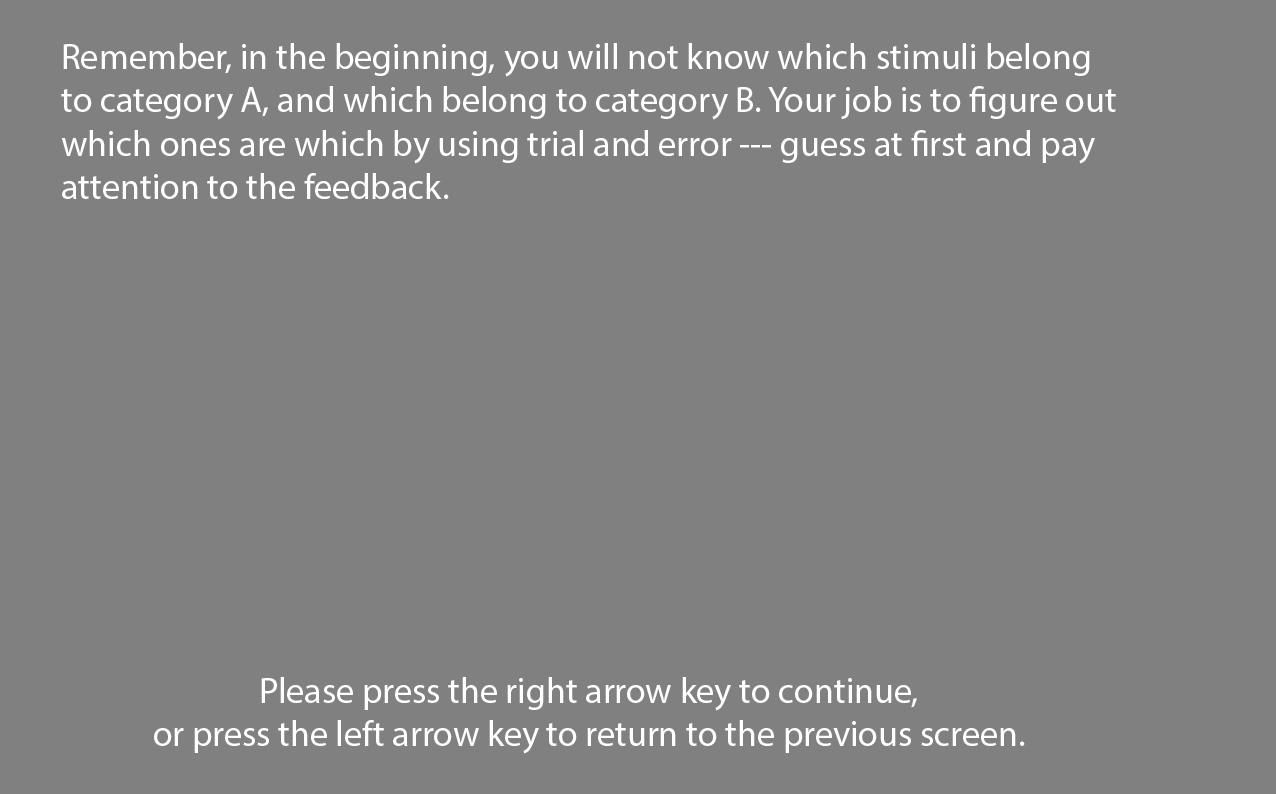 Remember, in the beginning, you will not know which stimuli belong
to category A, and which belong to category B. Your job is to figure out
which ones are which by using trial and error --- guess at first and pay
attention to the feedback.
Please press the right arrow key to continue,
or press the left arrow key to return to the previous screen.